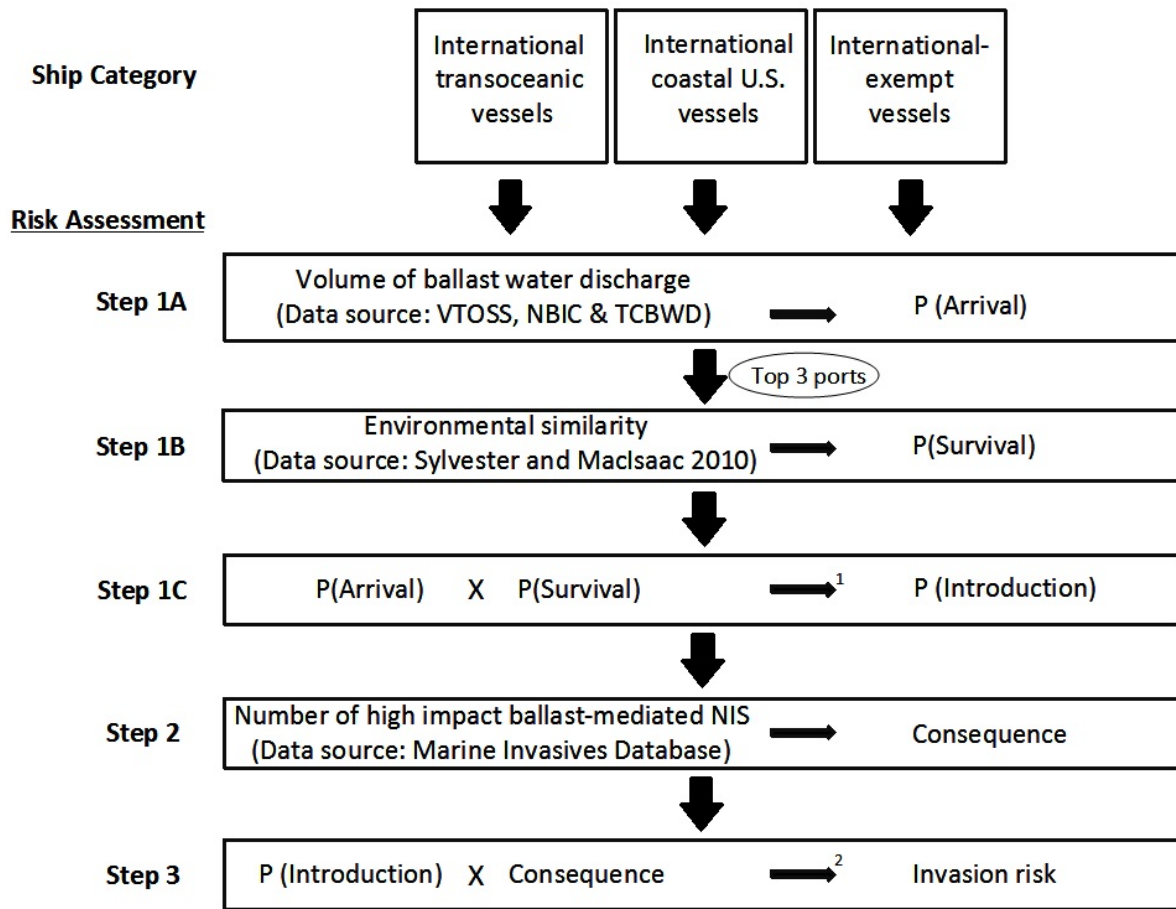 Ship Category
International
transoceanic
vessels
International
coastal U.S.
vessels
International-
exempt
vessels
Risk Assessment
Step 1A
Volume of ballast water discharge
(Data source: VTOSS, NBIC & TCBWD)
P (Arrival)
Top 3 ports
Step 1B
Environmental similarity
(Data source: Sylvester and MacIsaac 2010)
P(Survival)
Step 1C
P(Arrival) X P(Survival)
1
P (Introduction)
Step 2
Number of high impact ballast-mediated NIS
(Data source: Marine Invasives Database)
Consequence
Step 3
P (Introduction) X Consequence
2
Invasion risk